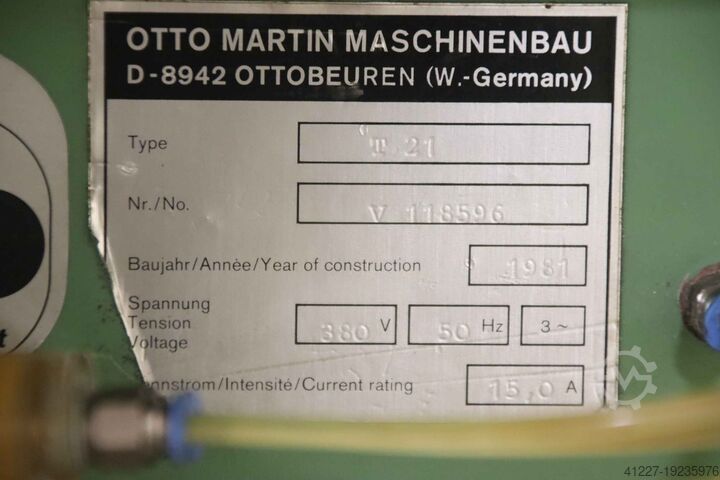 OTTO MARTIN MASCHINENBAU
D-8942 OTTOBEUREN (W.-Germany)
Type T 21
Nr./No. V 118596
Baujahr/Année/Year of construction 1981
Spannung
Tension
Voltage 380 V 50 Hz 3~
/Intensité/Current rating 15,0 A
41227-19235976